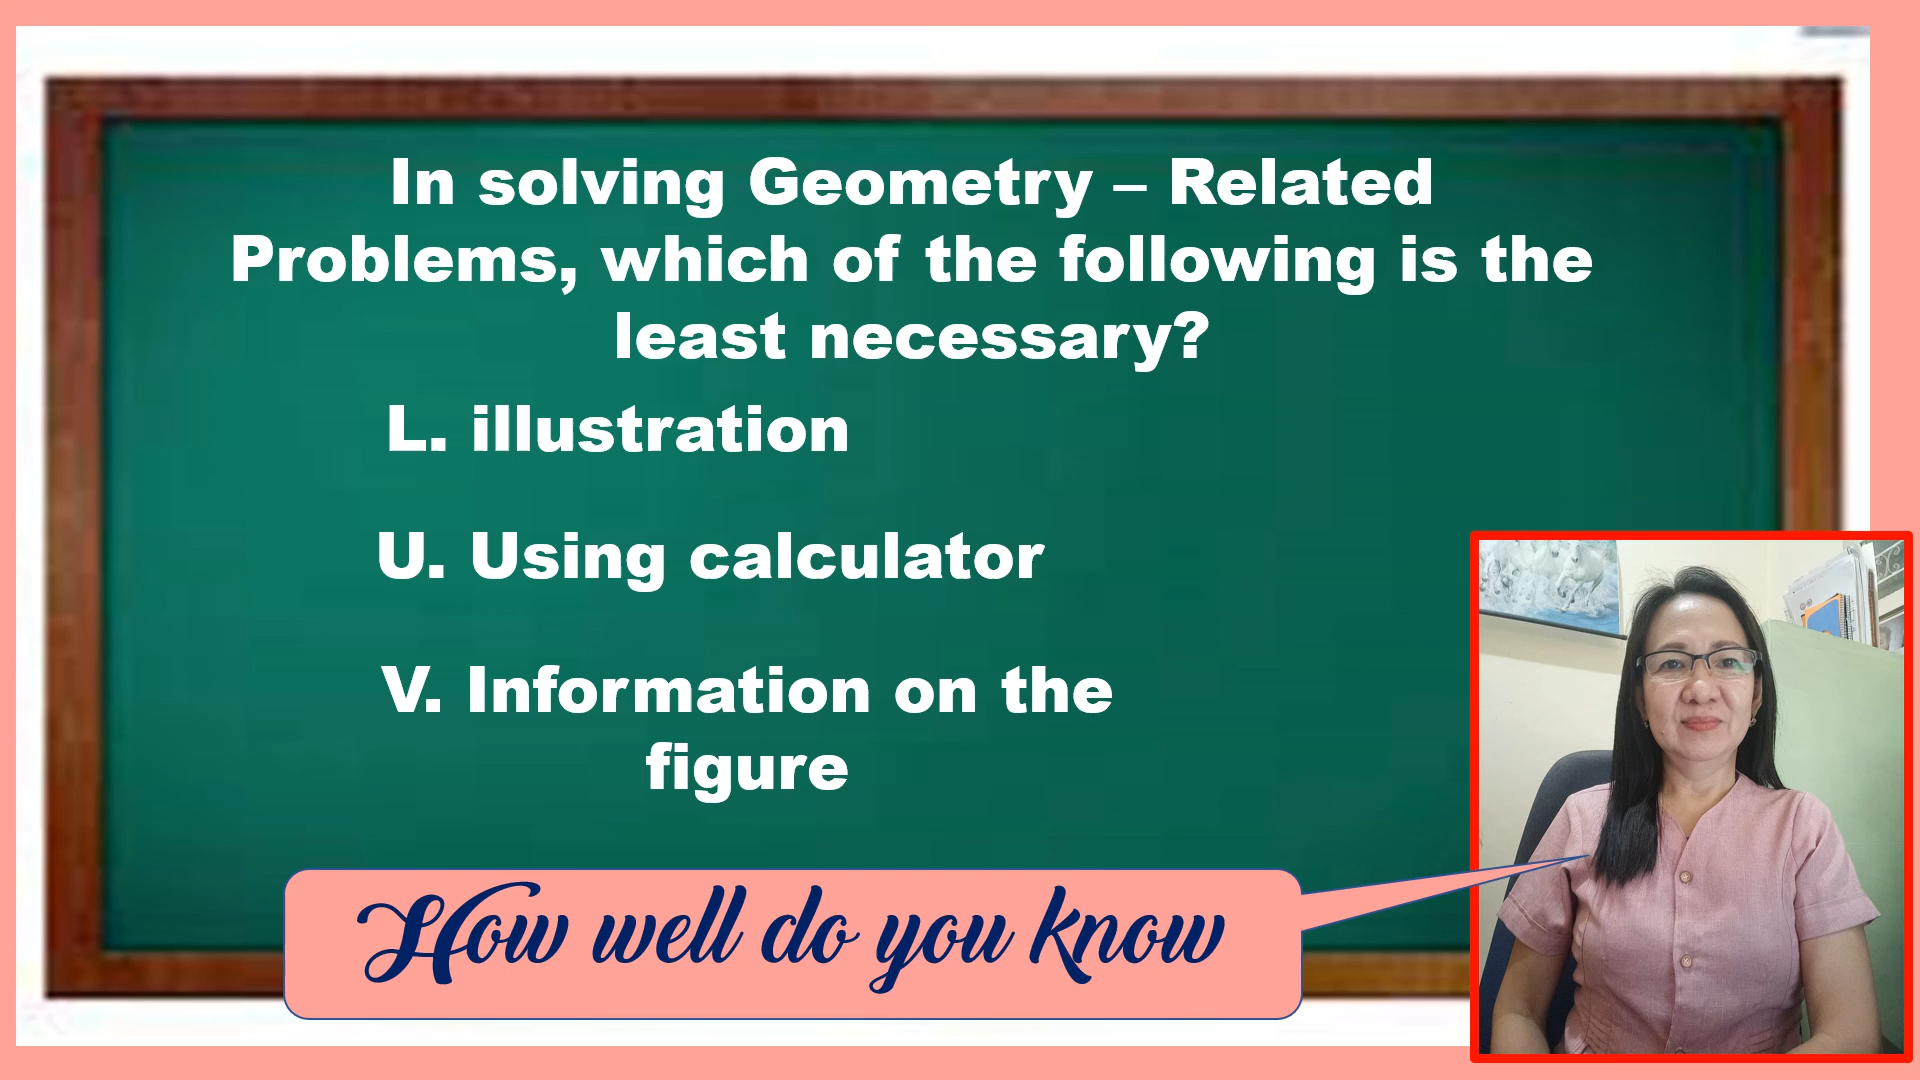 In solving Geometry – Related
Problems, which of the following is the
least necessary?
L. illustration
U. Using calculator
V. Information on the
figure
How well do you know